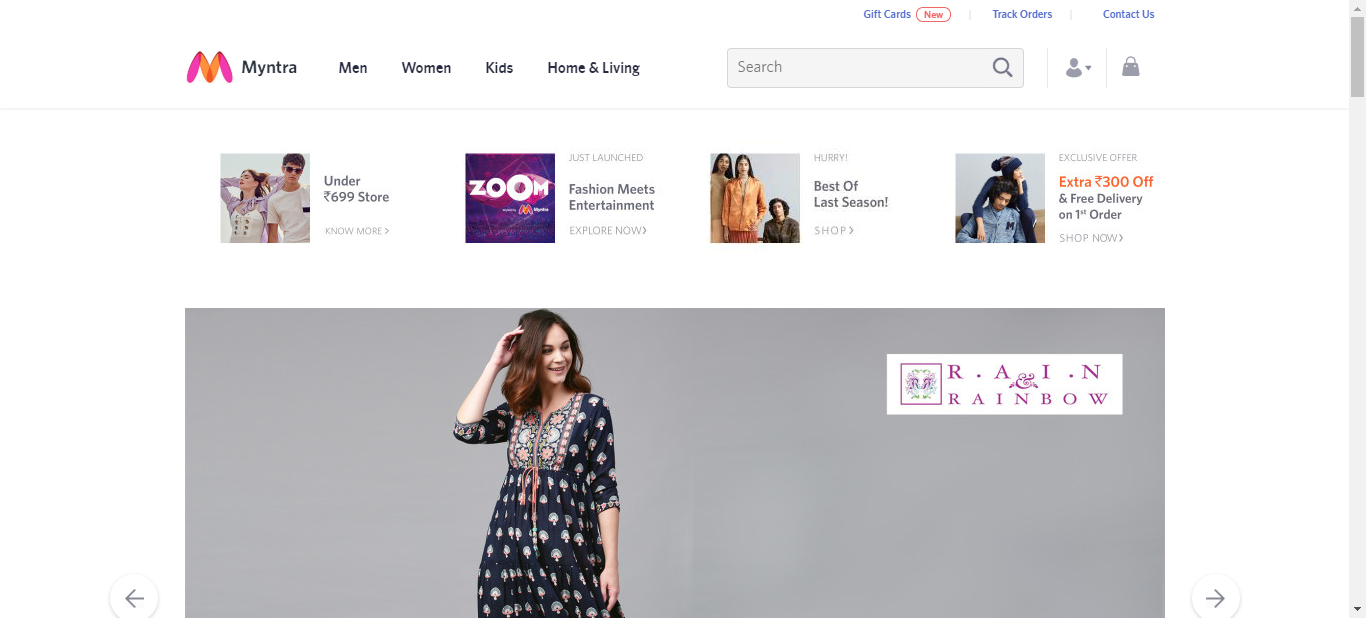 Gift Cards New | Track Orders | Contact Us
Myntra Men Women Kids Home & Living Search
Under
₹699 Store
KNOW MORE >
ZOOM
Myntra
JUST LAUNCHED
Fashion Meets
Entertainment
EXPLORE NOW>
HURRY!
Best Of
Last Season!
SHOP >
M
EXCLUSIVE OFFER
Extra ₹300 Off
& Free Delivery
on 1st Order
SHOP NOW>
R . A & I . N
RAINBOW